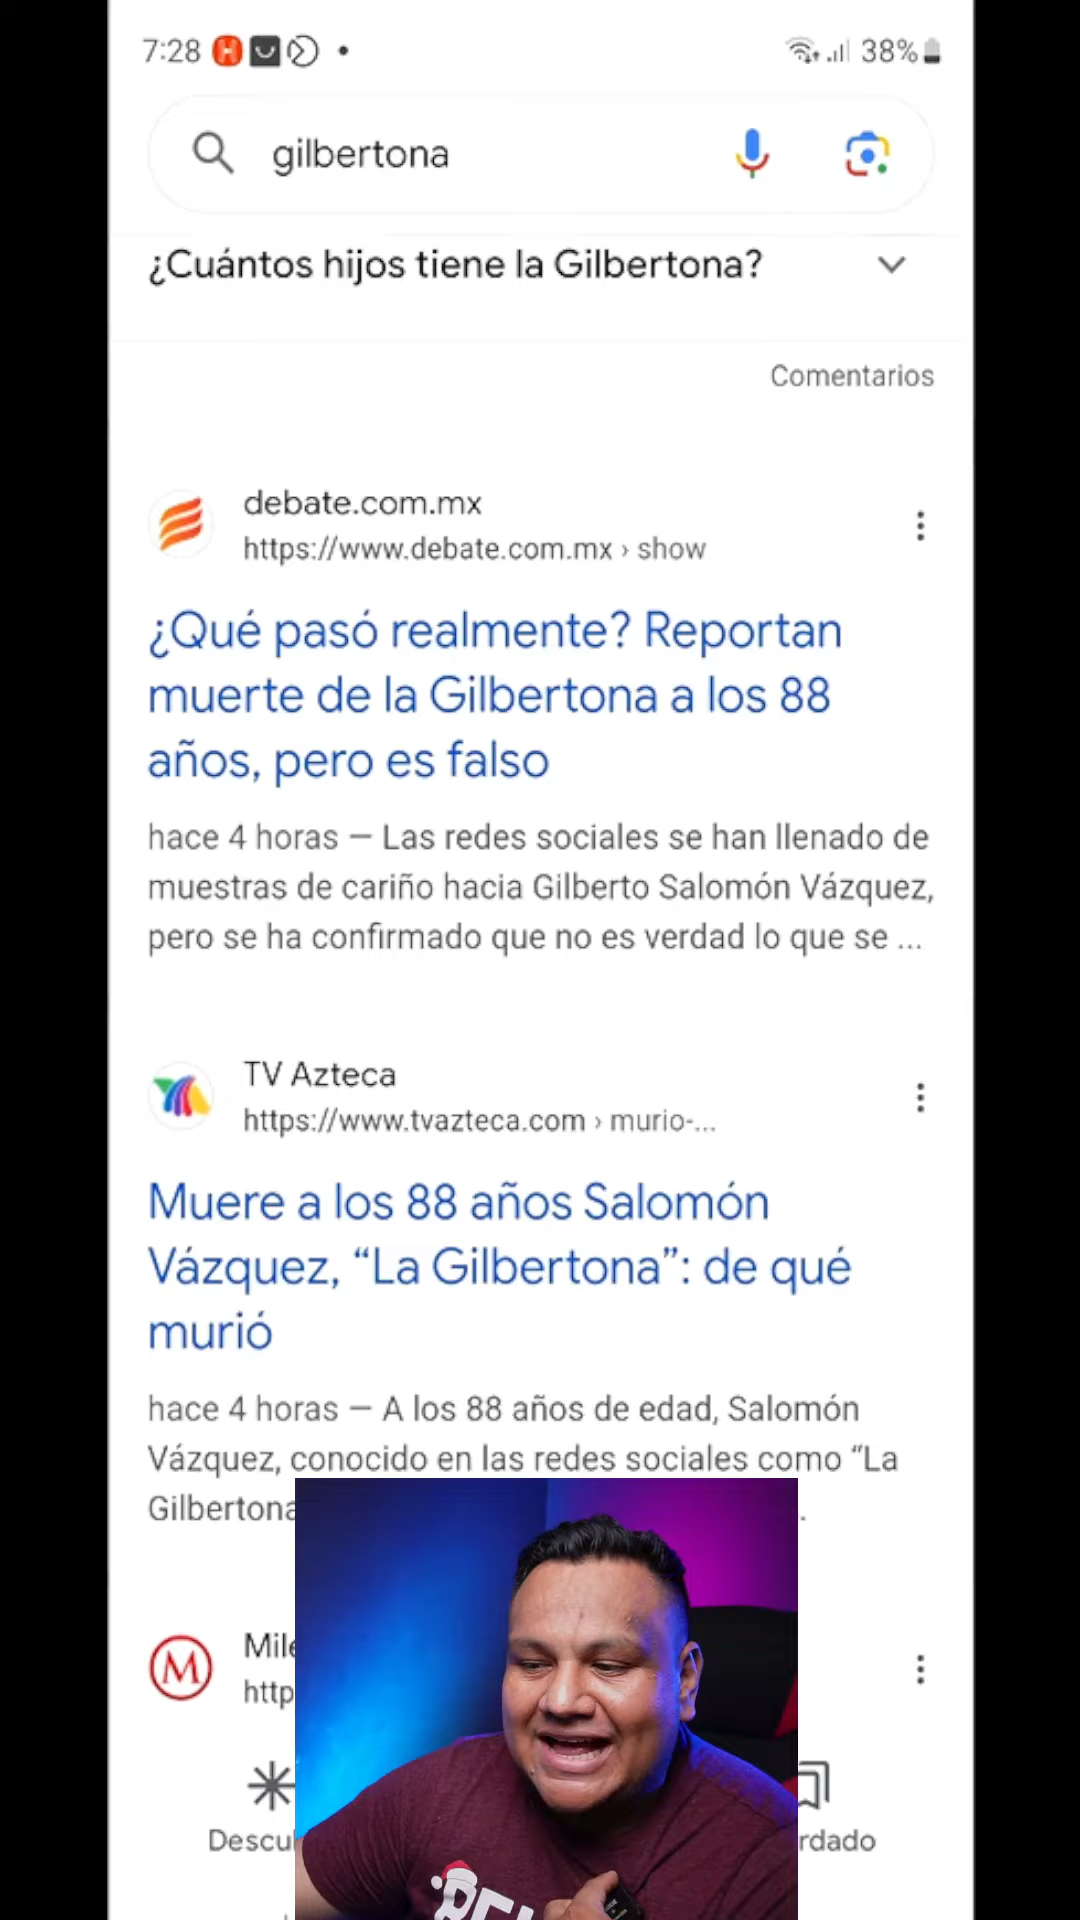 7:28
38%
gilbertona
¿Cuántos hijos tiene la Gilbertona?
Comentarios
debate.com.mx
https://www.debate.com.mx › show
¿Qué pasó realmente? Reportan
muerte de la Gilbertona a los 88
años, pero es falso
hace 4 horas — Las redes sociales se han llenado de
muestras de cariño hacia Gilberto Salomón Vázquez,
pero se ha confirmado que no es verdad lo que se ...
TV Azteca
https://www.tvazteca.com › murio-...
Muere a los 88 años Salomón
Vázquez, “La Gilbertona”: de qué
murió
hace 4 horas — A los 88 años de edad, Salomón
Vázquez, conocido en las redes sociales como “La
Gilbertona
M